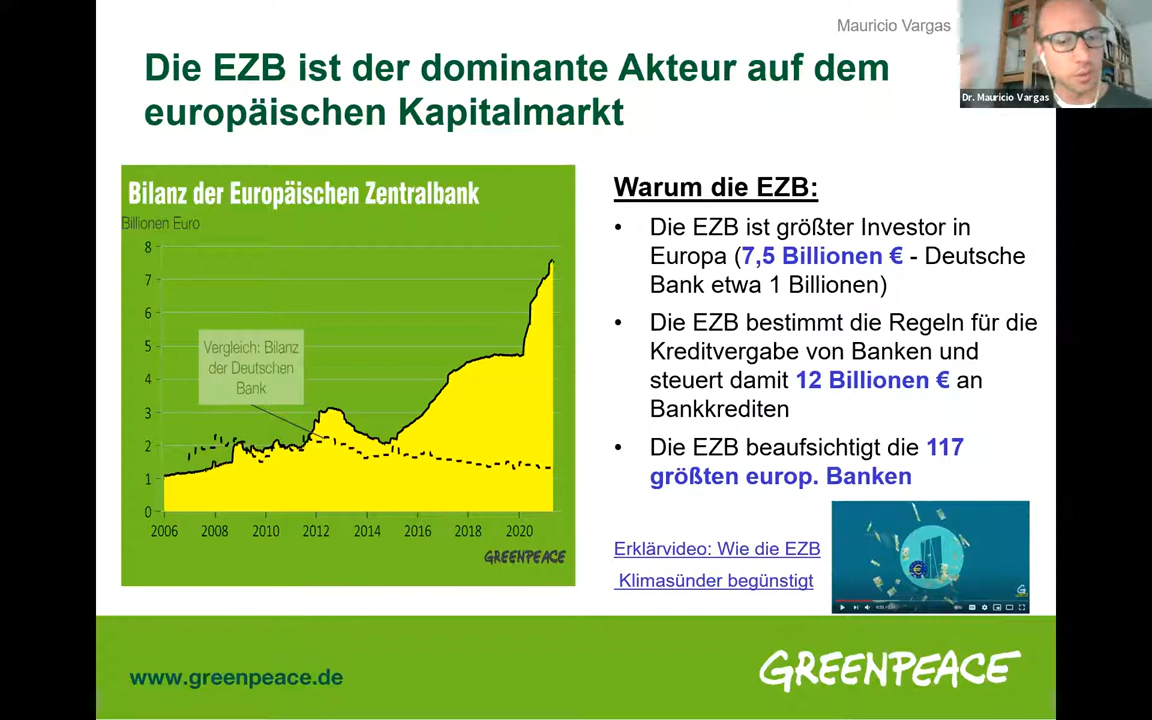 Mauricio Vargas
Dr. Mauricio Vargas
Die EZB ist der dominante Akteur auf dem
europäischen Kapitalmarkt
Bilanz der Europäischen Zentralbank
Billionen Euro
8
7
6
5
4
3
2
1
0
Vergleich: Bilanz
der Deutschen
Bank
2006 2008 2010 2012 2014 2016 2018 2020
GREENPEACE
Warum die EZB:
• Die EZB ist größter Investor in
Europa (7,5 Billionen € - Deutsche
Bank etwa 1 Billionen)
• Die EZB bestimmt die Regeln für die
Kreditvergabe von Banken und
steuert damit 12 Billionen € an
Bankkrediten
• Die EZB beaufsichtigt die 117
größten europ. Banken
Erklärvideo: Wie die EZB
Klimasünder begünstigt
www.greenpeace.de
GREENPEACE